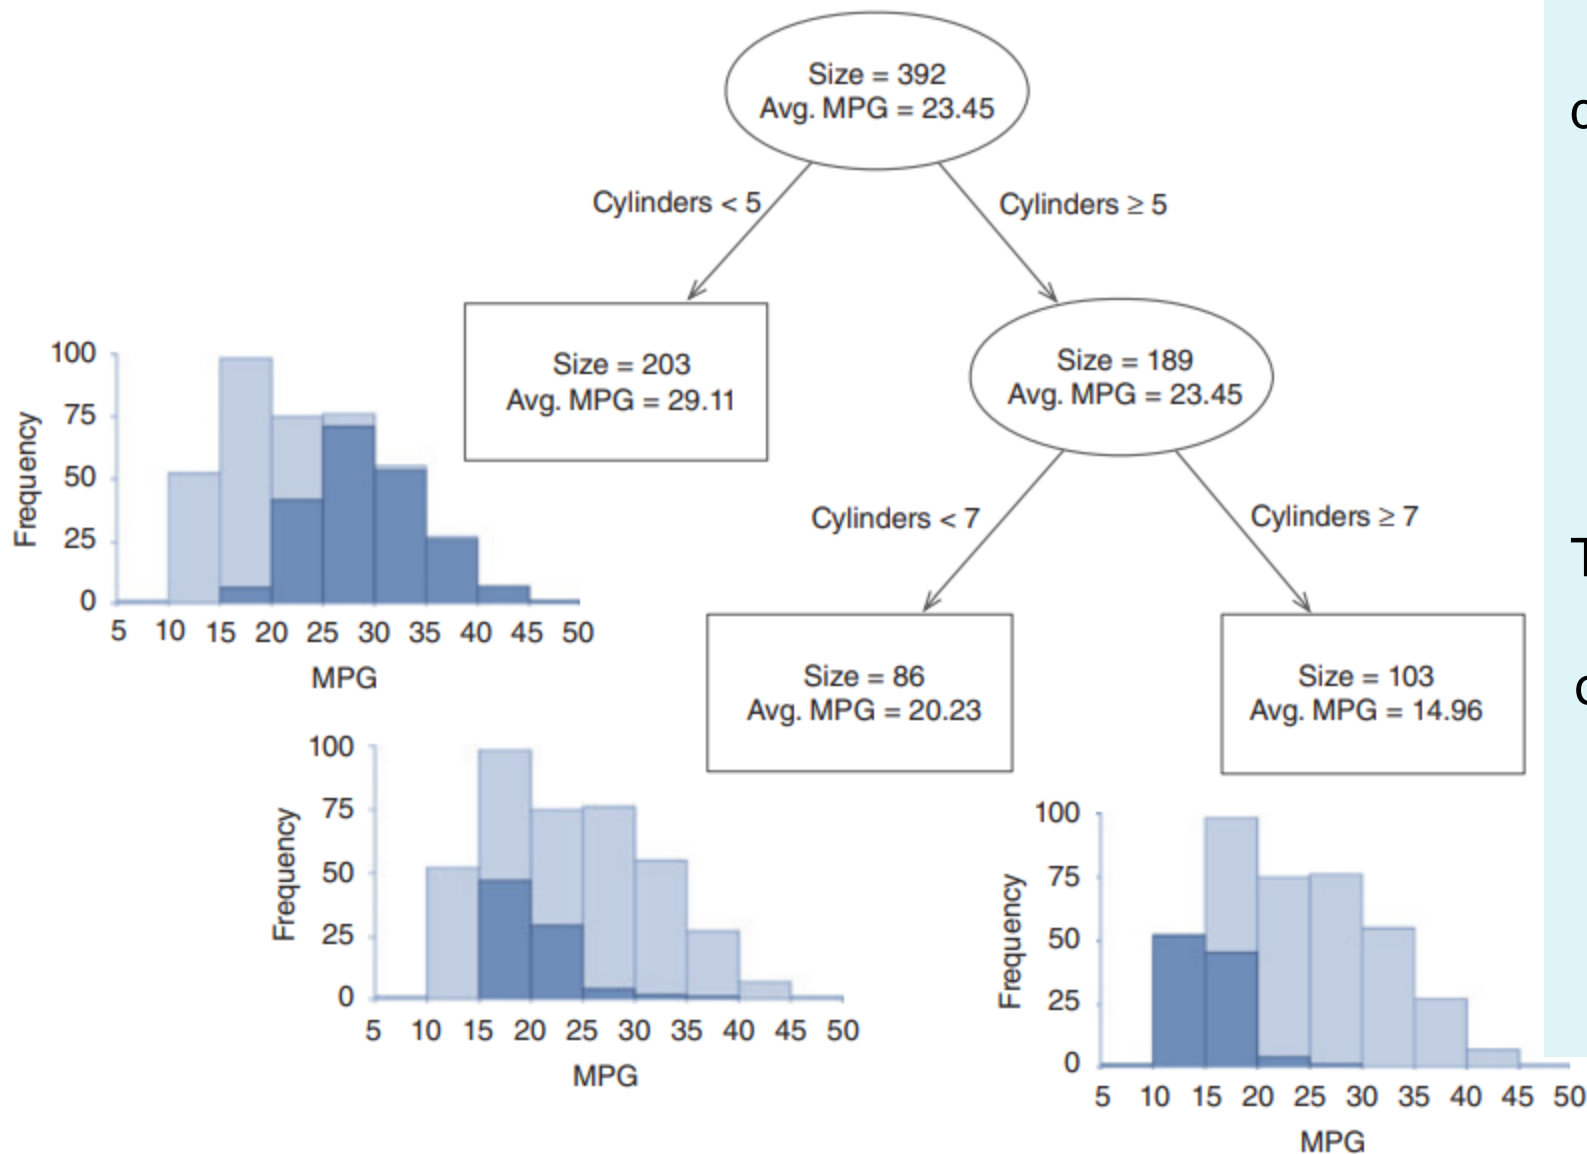 Size = 392
Avg. MPG = 23.45
Cylinders < 5
Cylinders ≥ 5
Size = 203
Avg. MPG = 29.11
Size = 189
Avg. MPG = 23.45
Cylinders < 7
Cylinders ≥ 7
Size = 86
Avg. MPG = 20.23
Size = 103
Avg. MPG = 14.96
100
75
50
25
0
Frequency
5 10 15 20 25 30 35 40 45 50
MPG
100
75
50
25
0
Frequency
5 10 15 20 25 30 35 40 45 50
MPG
100
75
50
25
0
Frequency
5 10 15 20 25 30 35 40 45 50
MPG